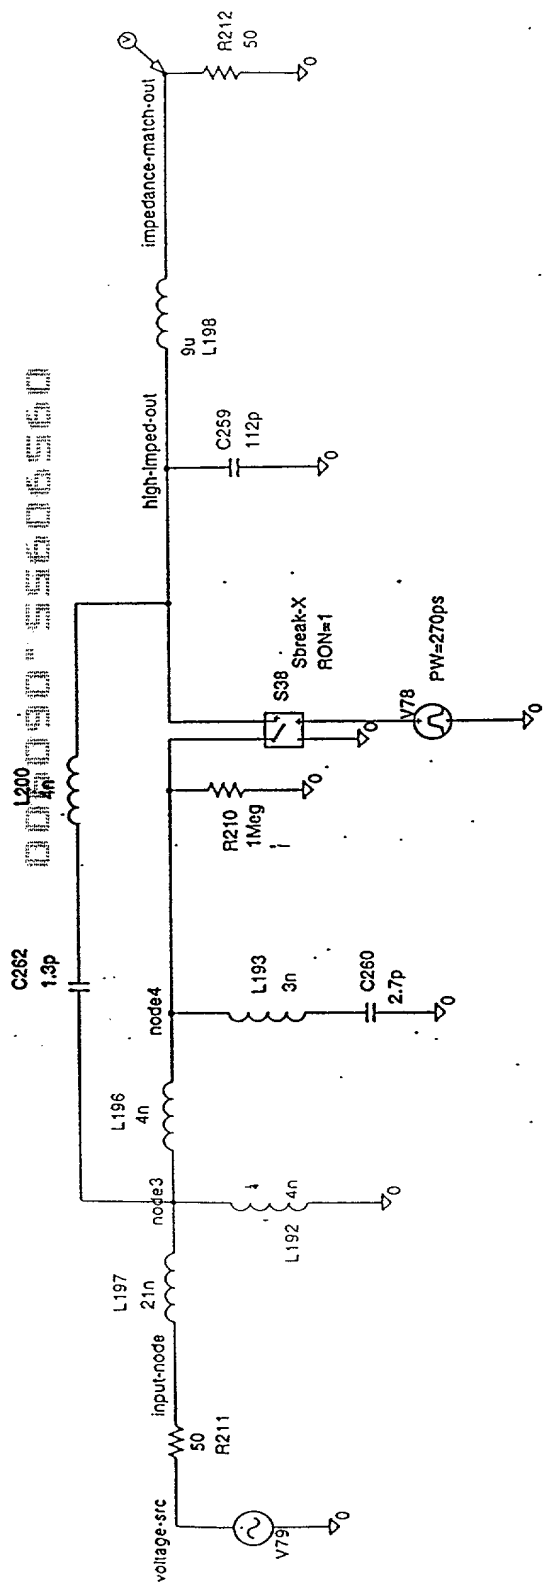 voltage-src
V79
0
50
R211
input-node
L197
21n
node3
4n
L192
0
L196
4n
node4
C262
1.3p
L200
4n
L193
3n
C260
2.7p
0
R210
1Meg
0
S38
Sbreak-X
RON=1
0
V78
PW=270ps
0
high-imped-out
C259
112p
0
9u
L198
impedance-match-out
V
R212
50
0